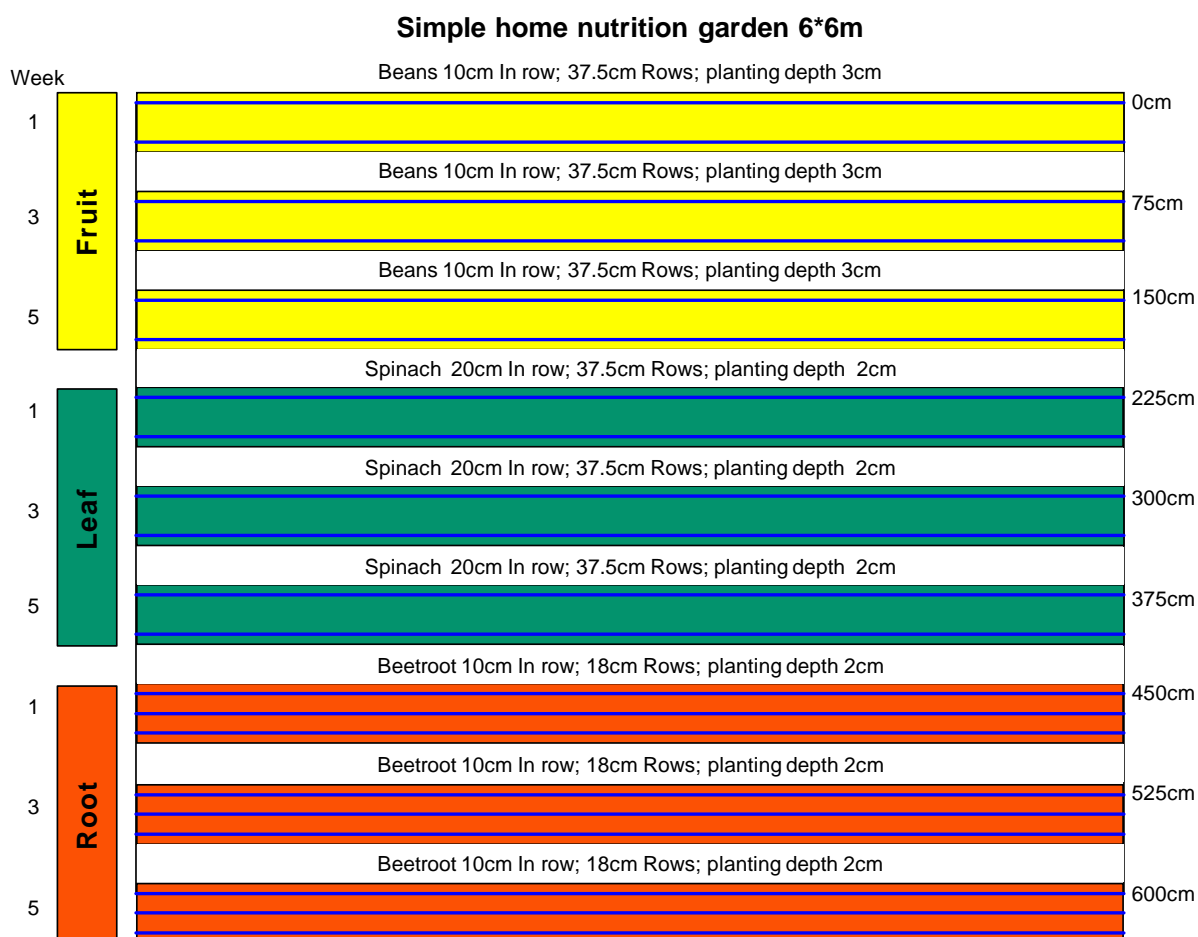 Simple home nutrition garden 6*6m
Week
Beans 10cm In row; 37.5cm Rows; planting depth 3cm
0cm
1
Beans 10cm In row; 37.5cm Rows; planting depth 3cm
Fruit
75cm
3
Beans 10cm In row; 37.5cm Rows; planting depth 3cm
150cm
5
Spinach 20cm In row; 37.5cm Rows; planting depth 2cm
225cm
1
Spinach 20cm In row; 37.5cm Rows; planting depth 2cm
Leaf
300cm
3
Spinach 20cm In row; 37.5cm Rows; planting depth 2cm
375cm
5
Beetroot 10cm In row; 18cm Rows; planting depth 2cm
450cm
1
Beetroot 10cm In row; 18cm Rows; planting depth 2cm
Root
525cm
3
Beetroot 10cm In row; 18cm Rows; planting depth 2cm
600cm
5